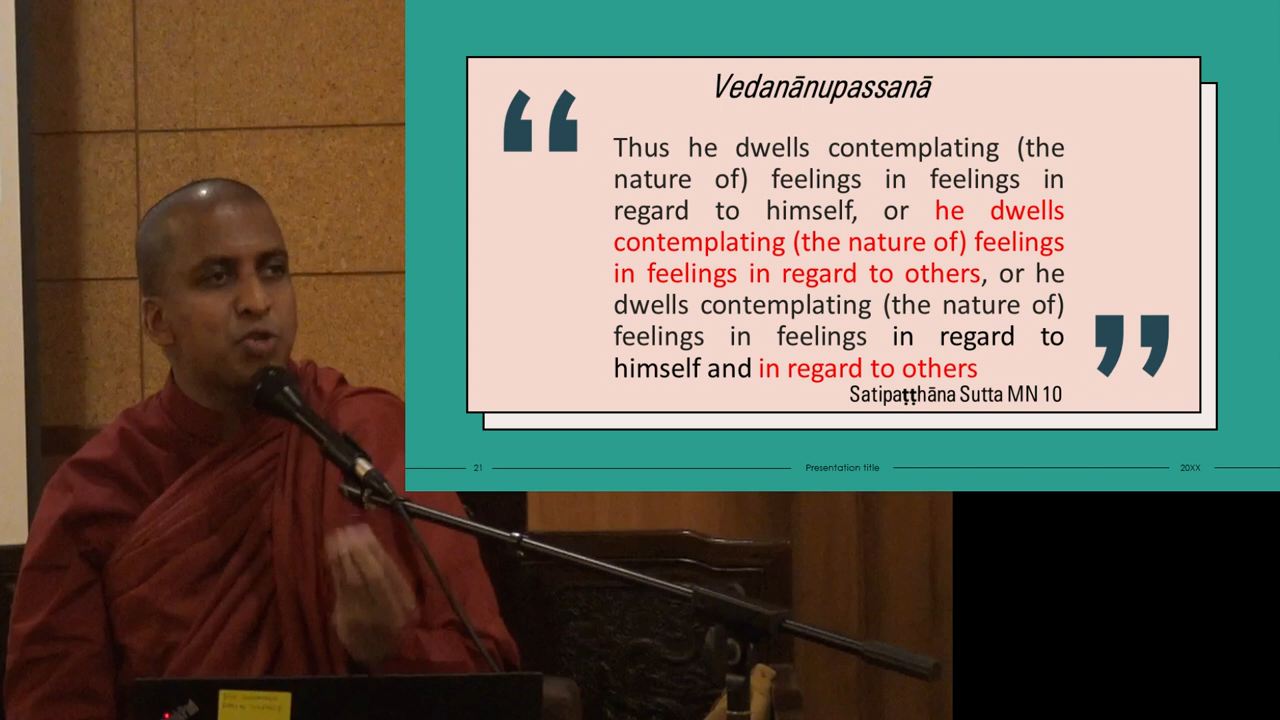 Vedanānupassanā
Thus he dwells contemplating (the
nature of) feelings in feelings in
regard to himself, or he dwells
contemplating (the nature of) feelings
in feelings in regard to others, or he
dwells contemplating (the nature of)
feelings in feelings in regard to
himself and in regard to others
Satipaṭṭhāna Sutta MN 10
21
Presentation title
20XX